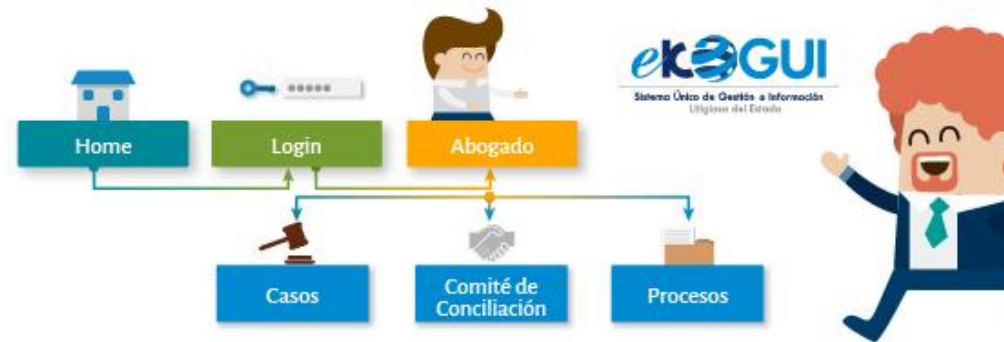 ekOGUI
Sistema Único de Gestión e Información
Litigiosa del Estado
Home
Login
Abogado
Casos
Comité de
Conciliación
Procesos